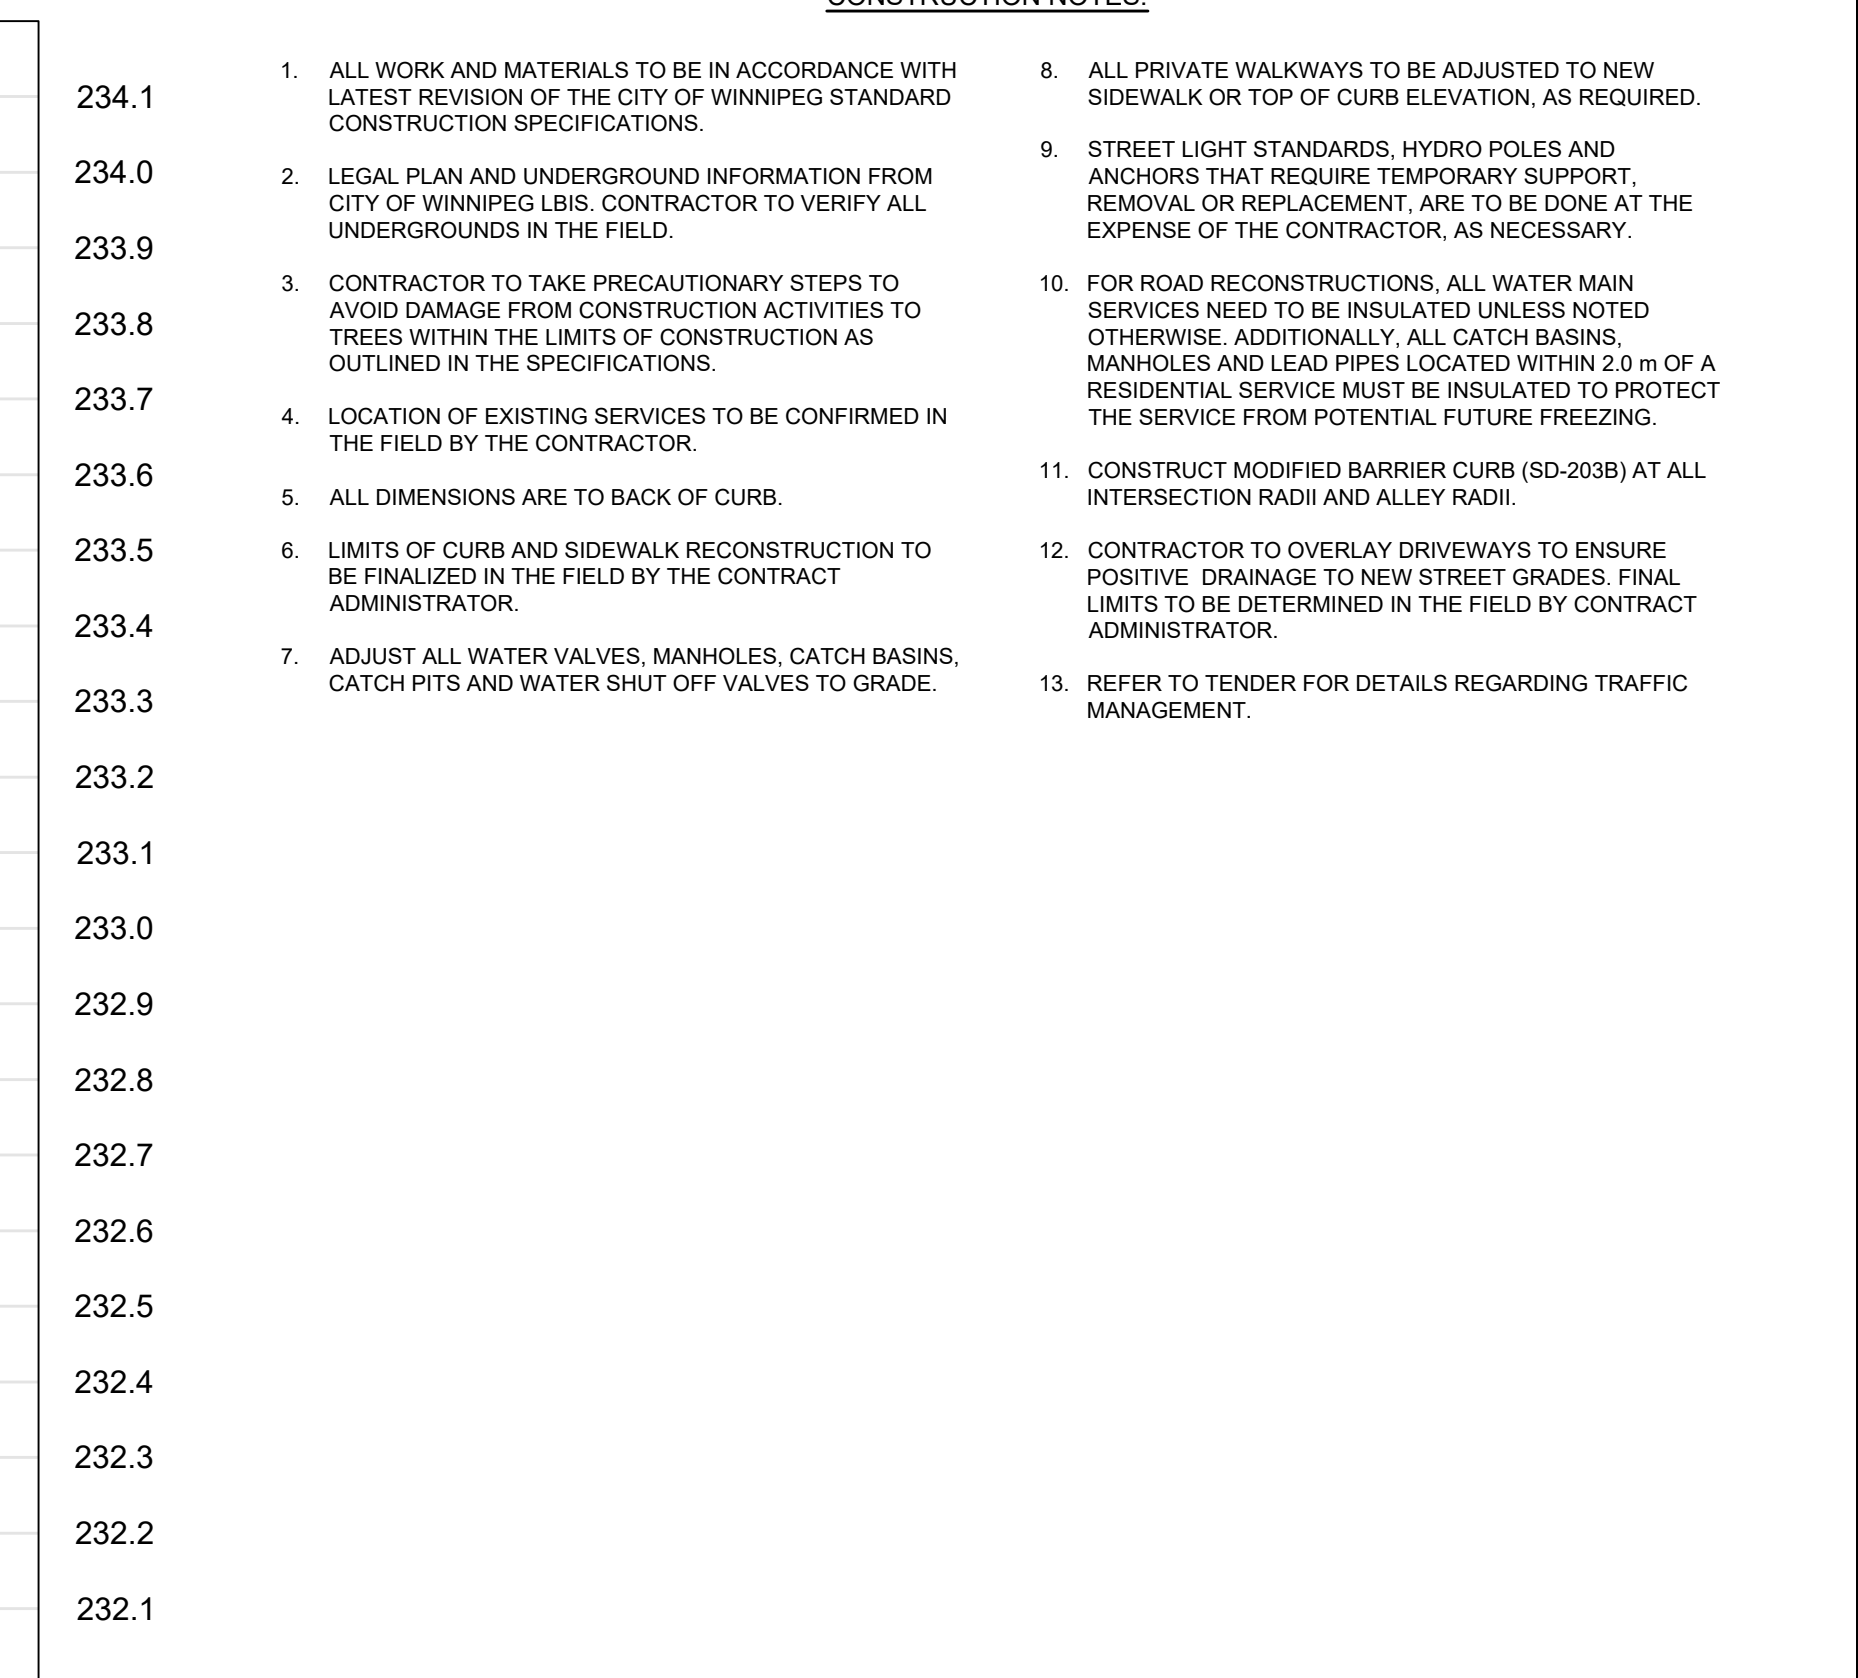 CONSTRUCTION NOTES:
234.1
234.0
233.9
233.8
233.7
233.6
233.5
233.4
233.3
233.2
233.1
233.0
232.9
232.8
232.7
232.6
232.5
232.4
232.3
232.2
232.1
1. ALL WORK AND MATERIALS TO BE IN ACCORDANCE WITH
LATEST REVISION OF THE CITY OF WINNIPEG STANDARD
CONSTRUCTION SPECIFICATIONS.
2. LEGAL PLAN AND UNDERGROUND INFORMATION FROM
CITY OF WINNIPEG LBIS. CONTRACTOR TO VERIFY ALL
UNDERGROUNDS IN THE FIELD.
3. CONTRACTOR TO TAKE PRECAUTIONARY STEPS TO
AVOID DAMAGE FROM CONSTRUCTION ACTIVITIES TO
TREES WITHIN THE LIMITS OF CONSTRUCTION AS
OUTLINED IN THE SPECIFICATIONS.
4. LOCATION OF EXISTING SERVICES TO BE CONFIRMED IN
THE FIELD BY THE CONTRACTOR.
5. ALL DIMENSIONS ARE TO BACK OF CURB.
6. LIMITS OF CURB AND SIDEWALK RECONSTRUCTION TO
BE FINALIZED IN THE FIELD BY THE CONTRACT
ADMINISTRATOR.
7. ADJUST ALL WATER VALVES, MANHOLES, CATCH BASINS,
CATCH PITS AND WATER SHUT OFF VALVES TO GRADE.
8. ALL PRIVATE WALKWAYS TO BE ADJUSTED TO NEW
SIDEWALK OR TOP OF CURB ELEVATION, AS REQUIRED.
9. STREET LIGHT STANDARDS, HYDRO POLES AND
ANCHORS THAT REQUIRE TEMPORARY SUPPORT,
REMOVAL OR REPLACEMENT, ARE TO BE DONE AT THE
EXPENSE OF THE CONTRACTOR, AS NECESSARY.
10. FOR ROAD RECONSTRUCTIONS, ALL WATER MAIN
SERVICES NEED TO BE INSULATED UNLESS NOTED
OTHERWISE. ADDITIONALLY, ALL CATCH BASINS,
MANHOLES AND LEAD PIPES LOCATED WITHIN 2.0 m OF A
RESIDENTIAL SERVICE MUST BE INSULATED TO PROTECT
THE SERVICE FROM POTENTIAL FUTURE FREEZING.
11. CONSTRUCT MODIFIED BARRIER CURB (SD-203B) AT ALL
INTERSECTION RADII AND ALLEY RADII.
12. CONTRACTOR TO OVERLAY DRIVEWAYS TO ENSURE
POSITIVE DRAINAGE TO NEW STREET GRADES. FINAL
LIMITS TO BE DETERMINED IN THE FIELD BY CONTRACT
ADMINISTRATOR.
13. REFER TO TENDER FOR DETAILS REGARDING TRAFFIC
MANAGEMENT.